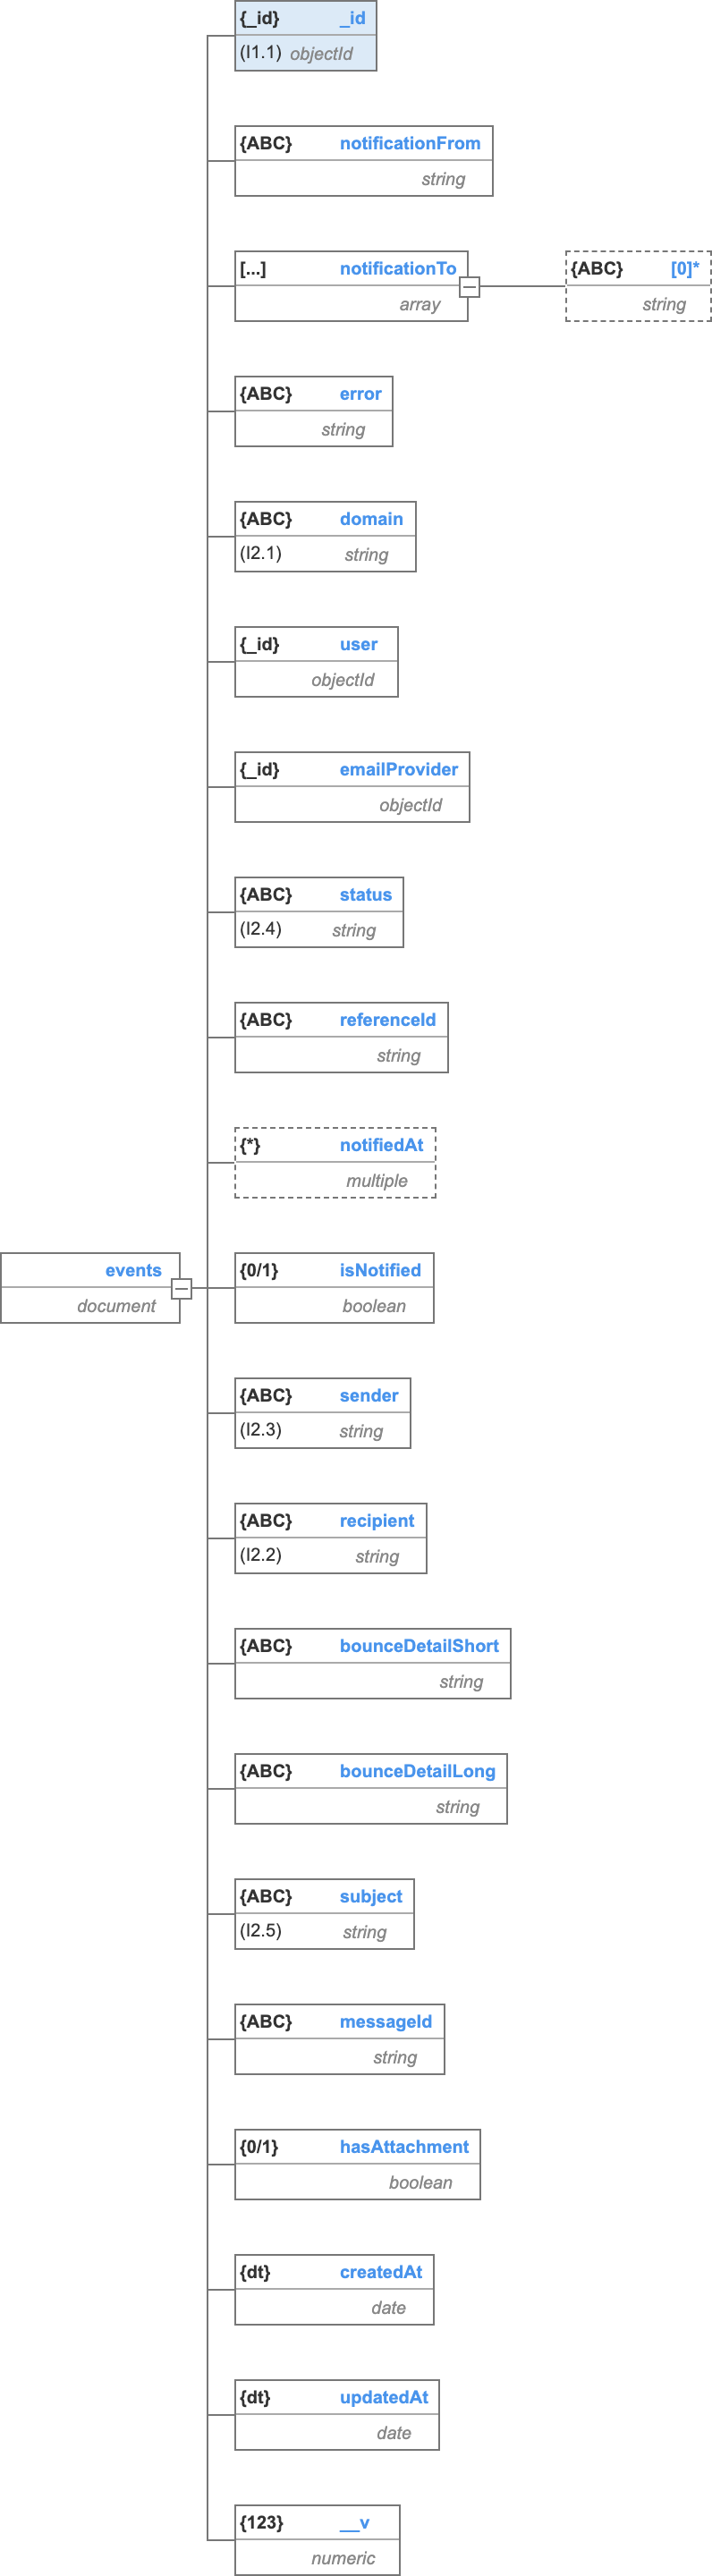 {_id} _id
(I1.1) objectId
{ABC} notificationFrom
string
[...] notificationTo
array
{ABC} [0]*
string
{ABC} error
string
{ABC} domain
(I2.1) string
{_id} user
objectId
{_id} emailProvider
objectId
{ABC} status
(I2.4) string
{ABC} referenceId
string
{*} notifiedAt
multiple
events
document
{0/1} isNotified
boolean
{ABC} sender
(I2.3) string
{ABC} recipient
(I2.2) string
{ABC} bounceDetailShort
string
{ABC} bounceDetailLong
string
{ABC} subject
(I2.5) string
{ABC} messageId
string
{0/1} hasAttachment
boolean
{dt} createdAt
date
{dt} updatedAt
date
{123} __v
numeric